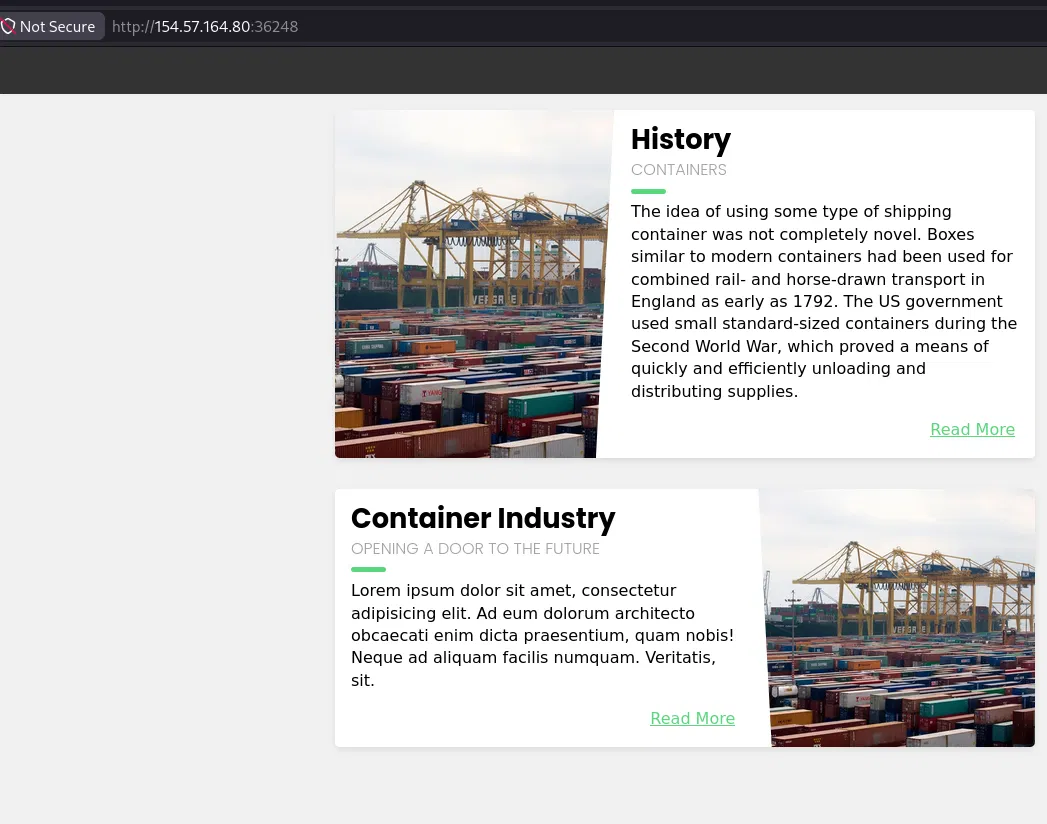 Not Secure http://154.57.164.80:36248
History
CONTAINERS
The idea of using some type of shipping
container was not completely novel. Boxes
similar to modern containers had been used for
combined rail- and horse-drawn transport in
England as early as 1792. The US government
used small standard-sized containers during the
Second World War, which proved a means of
quickly and efficiently unloading and
distributing supplies.
Read More
Container Industry
OPENING A DOOR TO THE FUTURE
Lorem ipsum dolor sit amet, consectetur
adipisicing elit. Ad eum dolorum architecto
obcaecati enim dicta praesentium, quam nobis!
Neque ad aliquam facilis numquam. Veritatis,
sit.
Read More